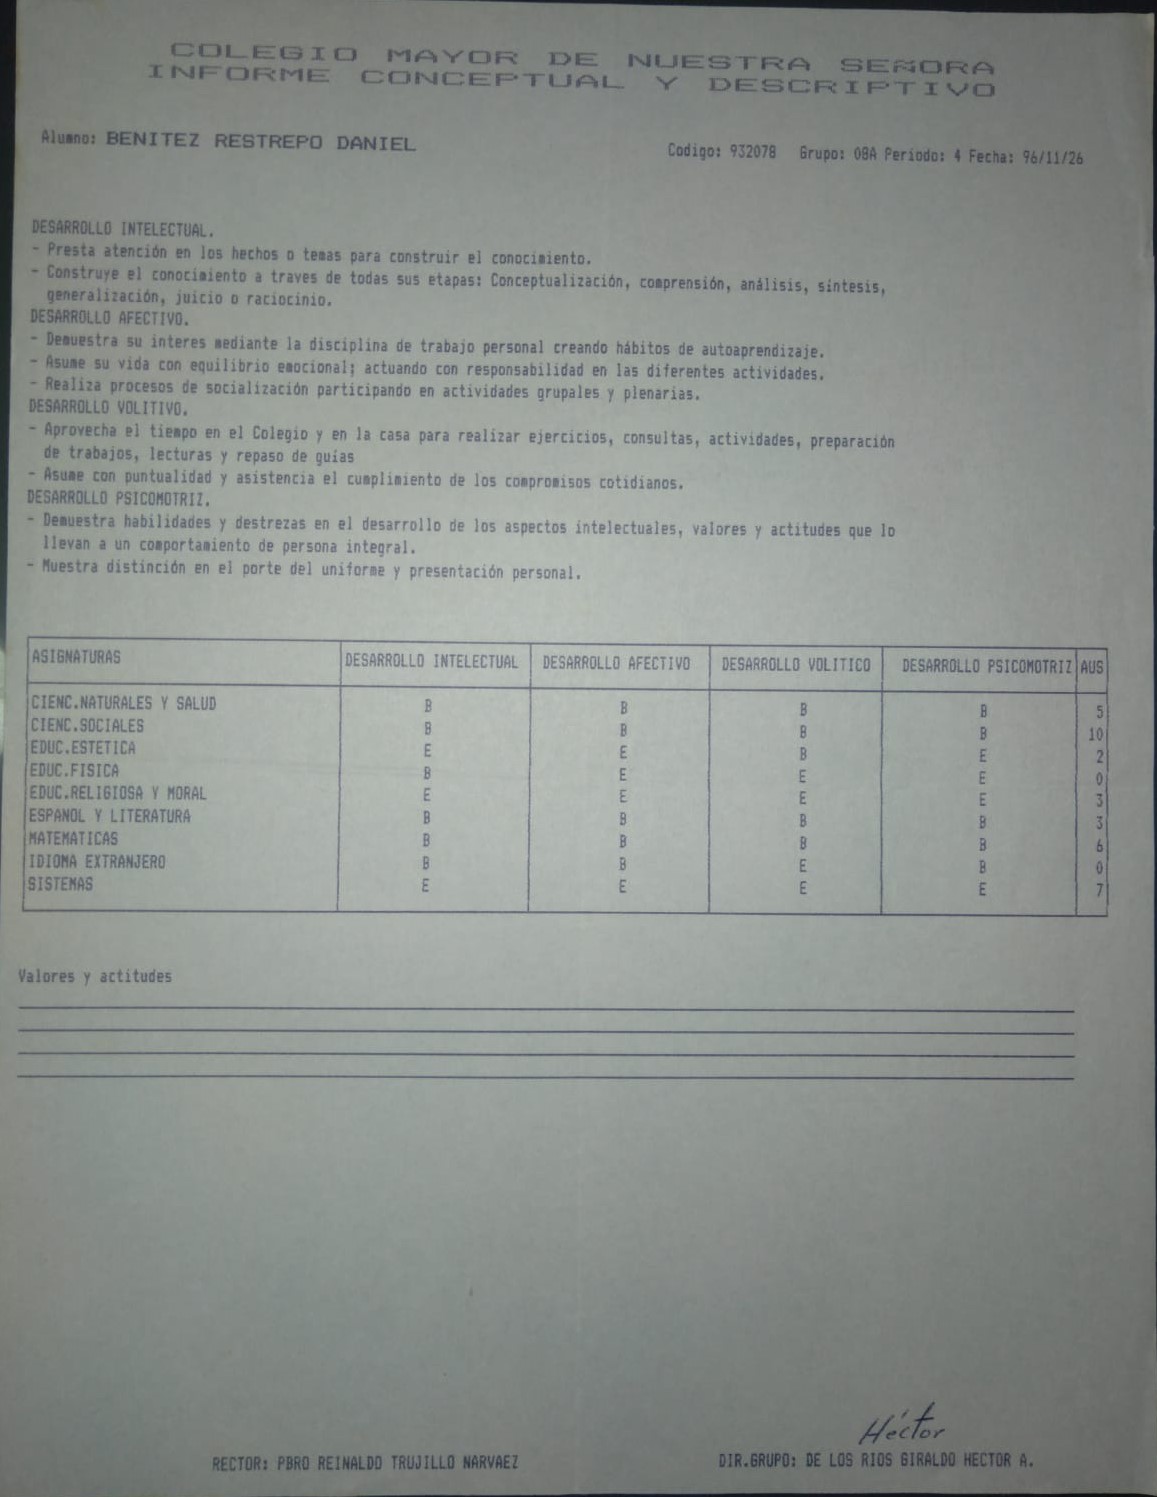 COLEGIO MAYOR DE NUESTRA SEÑORA
INFORME CONCEPTUAL Y DESCRIPTIVO
Alumno: BENITEZ RESTREPO DANIEL
Codigo: 932078 Grupo: 08A Periodo: 4 Fecha: 96/11/26
DESARROLLO INTELECTUAL.
- Presta atención en los hechos o temas para construir el conocimiento.
- Construye el conocimiento a traves de todas sus etapas: Conceptualización, comprensión, análisis, síntesis,
generalización, juicio o raciocinio.
DESARROLLO AFECTIVO.
- Demuestra su interes mediante la disciplina de trabajo personal creando hábitos de autoaprendizaje.
- Asume su vida con equilibrio emocional; actuando con responsabilidad en las diferentes actividades.
- Realiza procesos de socialización participando en actividades grupales y plenarias.
DESARROLLO VOLITIVO.
- Aprovecha el tiempo en el Colegio y en la casa para realizar ejercicios, consultas, actividades, preparación
de trabajos, lecturas y repaso de guías
- Asume con puntualidad y asistencia el cumplimiento de los compromisos cotidianos.
DESARROLLO PSICOMOTRIZ.
- Demuestra habilidades y destrezas en el desarrollo de los aspectos intelectuales, valores y actitudes que lo
llevan a un comportamiento de persona integral.
- Muestra distinción en el porte del uniforme y presentación personal.
ASIGNATURAS DESARROLLO INTELECTUAL DESARROLLO AFECTIVO DESARROLLO VOLITICO DESARROLLO PSICOMOTRIZ AUS
CIENC.NATURALES Y SALUD B B B B 5
CIENC.SOCIALES B B B B 10
EDUC.ESTETICA E E B E 2
EDUC.FISICA B E E E 0
EDUC.RELIGIOSA Y MORAL E E E E 3
ESPANOL Y LITERATURA B B B B 3
MATEMATICAS B B B B 6
IDIOMA EXTRANJERO B B E B 0
SISTEMAS E E E E 7
Valores y actitudes
Héctor
RECTOR: PBRO REINALDO TRUJILLO NARVAEZ
DIR.GRUPO: DE LOS RIOS GIRALDO HECTOR A.